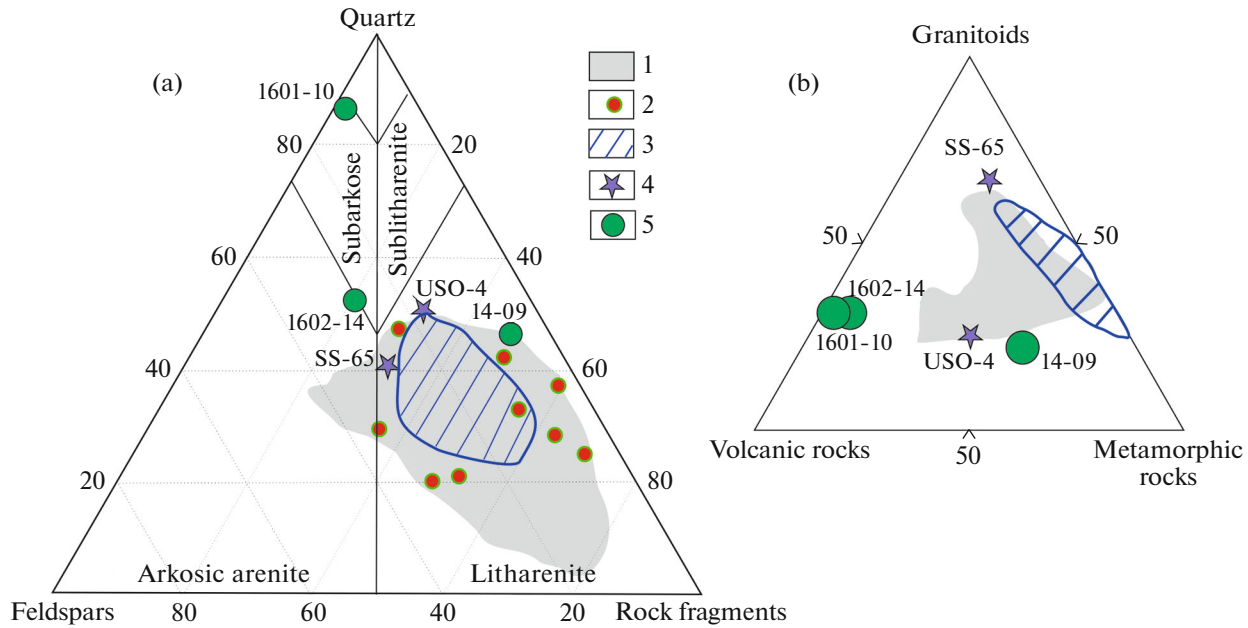 Quartz
(a)
1601-10
80
20
Subarkose
Sublitharenite
60
40
USO-4
14-09
1602-14
SS-65
40
60
20
80
Arkosic arenite
Litharenite
Feldspars
80
60
40
20
Rock fragments
1
2
3
4
5
Granitoids
(b)
SS-65
50
50
1602-14
1601-10
USO-4
14-09
Volcanic rocks
50
Metamorphic
rocks